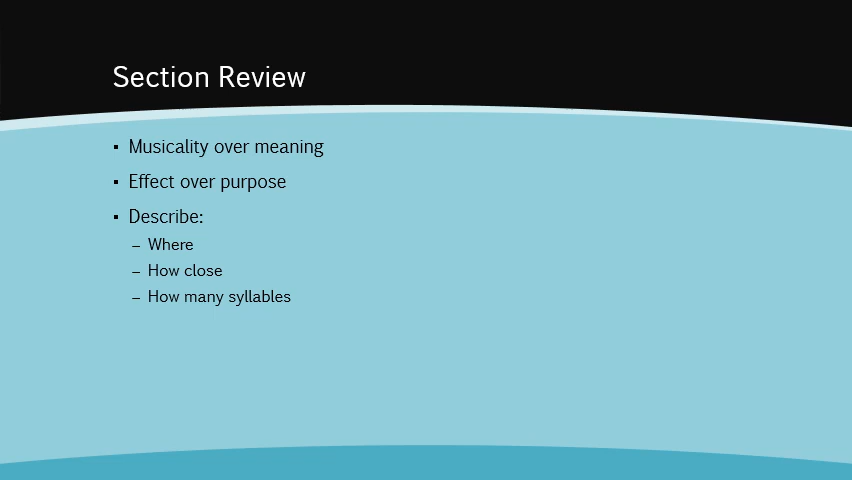 Section Review
▪ Musicality over meaning
▪ Effect over purpose
▪ Describe:
– Where
– How close
– How many syllables